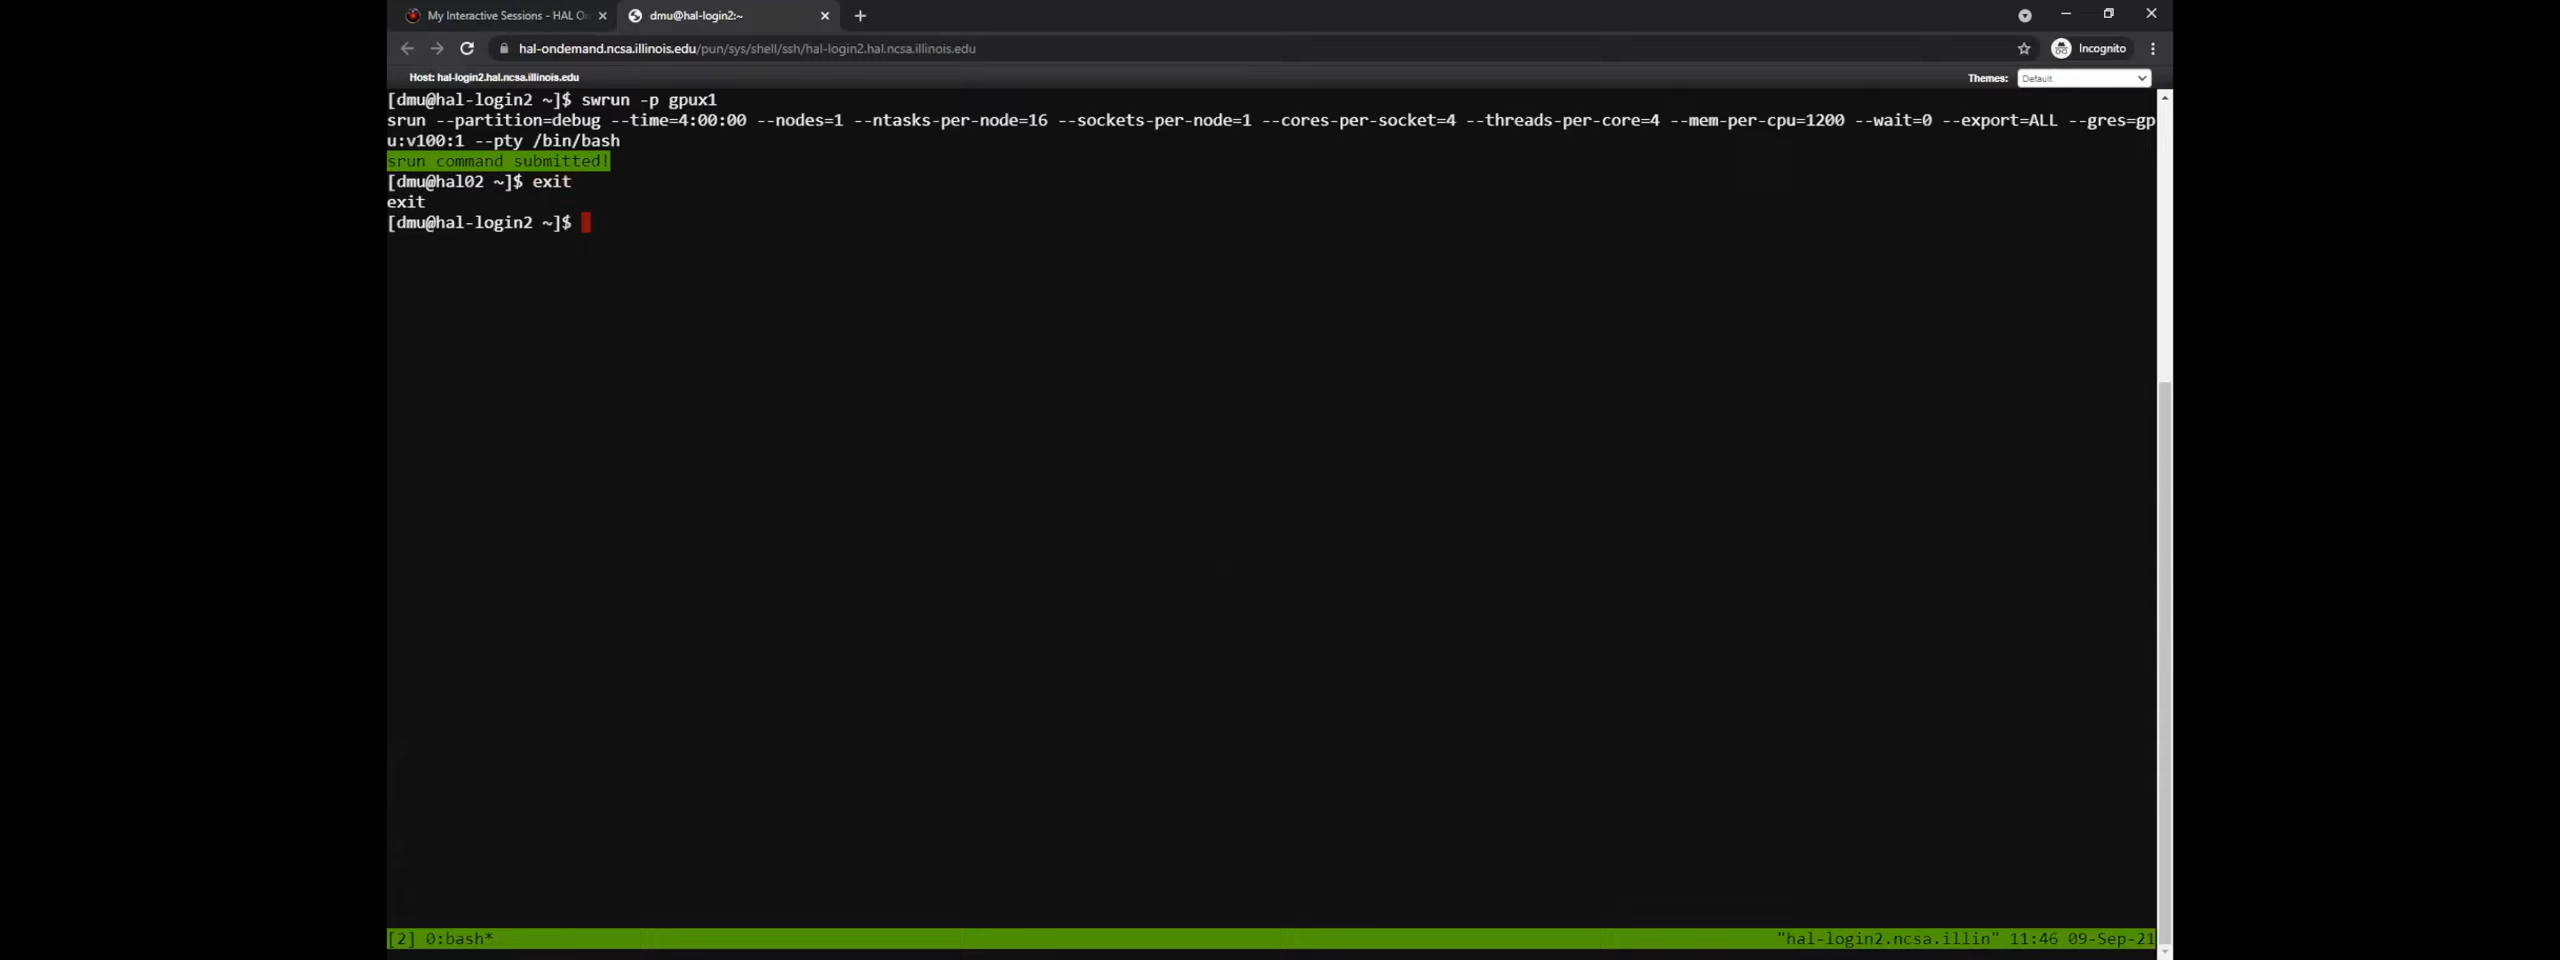 My Interactive Sessions - HAL O
dmu@hal-login2:~
hal-ondemand.ncsa.illinois.edu/pun/sys/shell/ssh/hal-login2.hal.ncsa.illinois.edu
Incognito
Host: hal-login2.hal.ncsa.illinois.edu
Themes: Default
[dmu@hal-login2 ~]$ swrun -p gpux1
srun --partition=debug --time=4:00:00 --nodes=1 --ntasks-per-node=16 --sockets-per-node=1 --cores-per-socket=4 --threads-per-core=4 --mem-per-cpu=1200 --wait=0 --export=ALL --gres=gp
u:v100:1 --pty /bin/bash
srun command submitted!
[dmu@hal02 ~]$ exit
exit
[dmu@hal-login2 ~]$
[2] 0:bash*
"hal-login2.ncsa.illin" 11:46 09-Sep-21